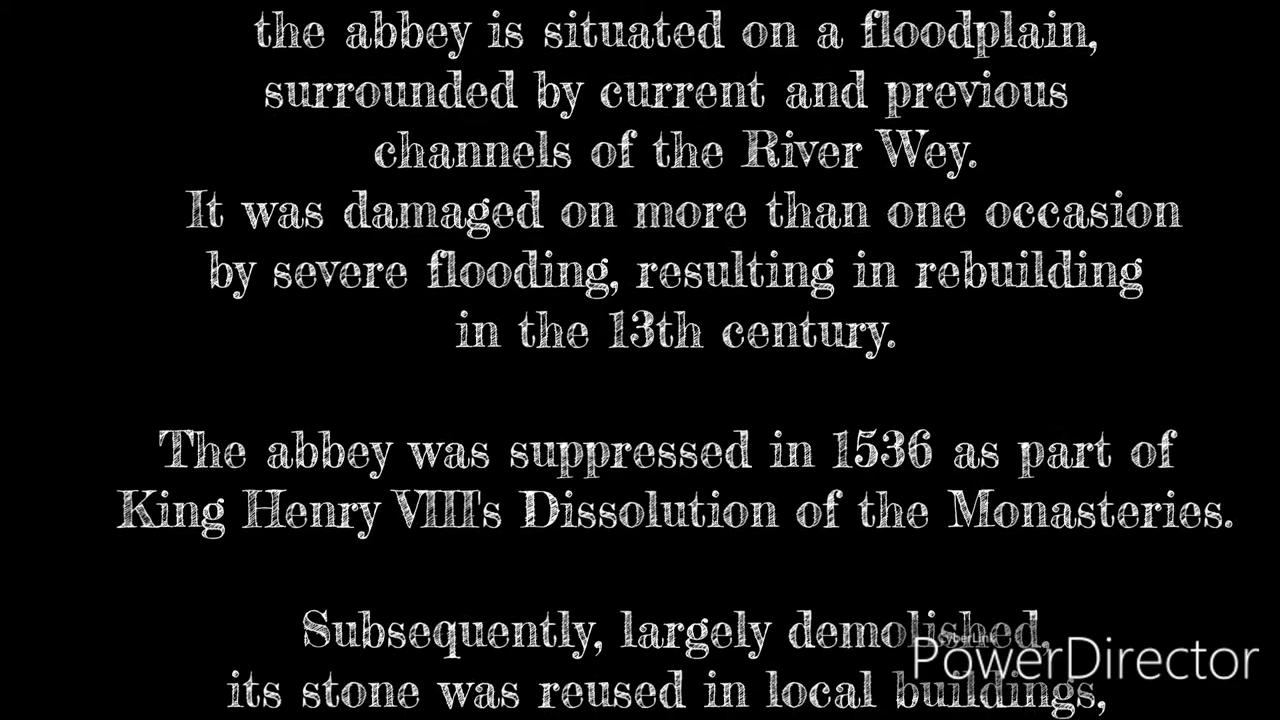 the abbey is situated on a floodplain,
surrounded by current and previous
channels of the River Wey.
It was damaged on more than one occasion
by severe flooding, resulting in rebuilding
in the 13th century.
The abbey was suppressed in 1536 as part of
King Henry VIII's Dissolution of the Monasteries.
Subsequently, largely demolished,
CyberLink
PowerDirector
its stone was reused in local buildings,